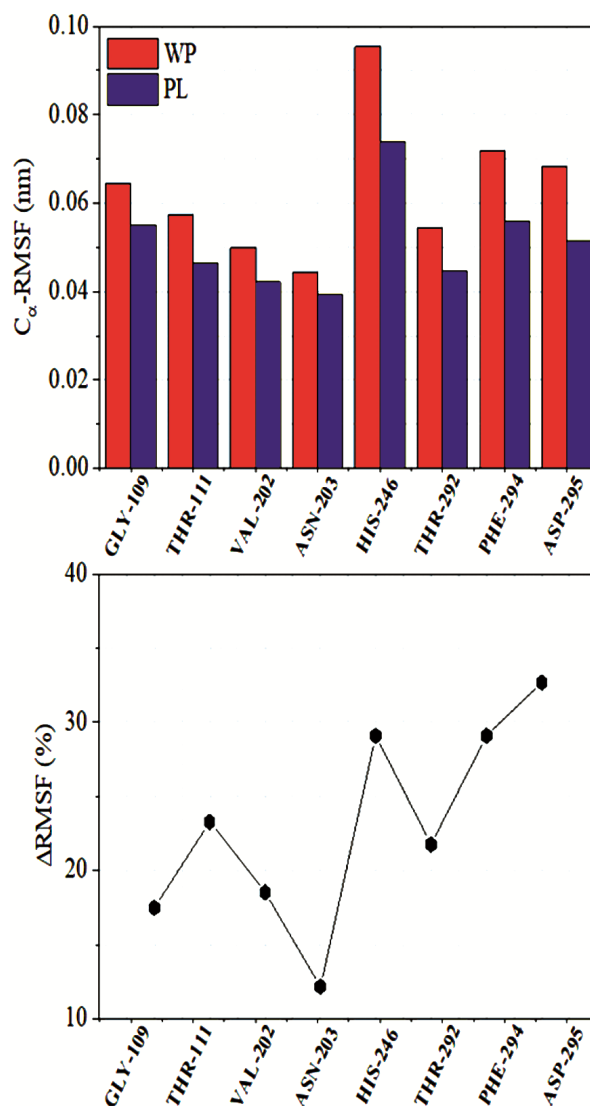 0.10
WP
PL
0.08
0.06
0.04
0.02
0.00
Cα-RMSF (nm)
GLY-109 THR-111 VAL-202 ASN-203 HIS-246 THR-292 PHE-294 ASP-295
40
30
20
10
ΔRMSF (%)
GLY-109 THR-111 VAL-202 ASN-203 HIS-246 THR-292 PHE-294 ASP-295